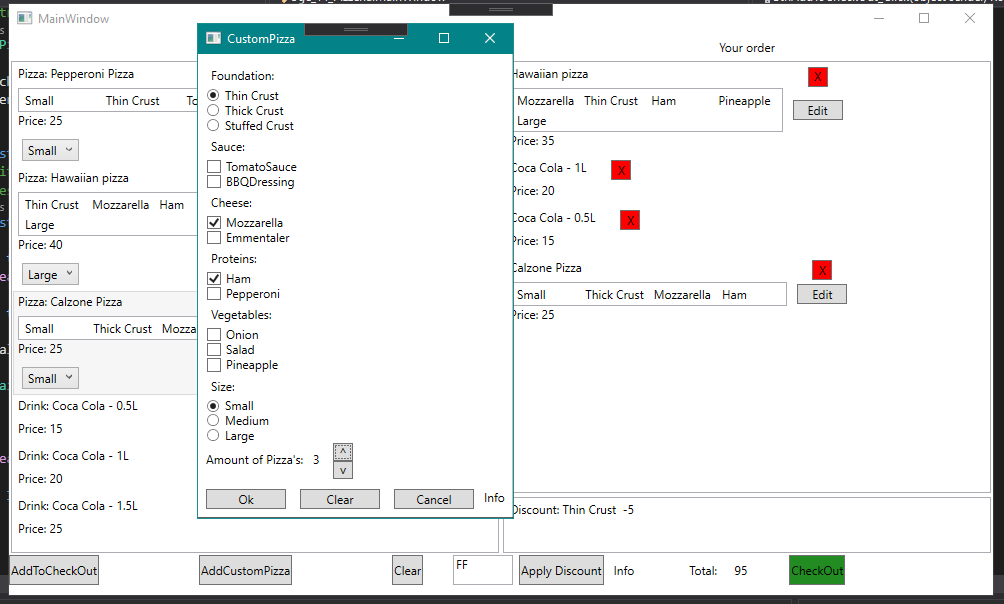 MainWindow
Your order
Pizza: Pepperoni Pizza
Small Thin Crust
Price: 25
Small
Pizza: Hawaiian pizza
Thin Crust Mozzarella Ham
Large
Price: 40
Large
Pizza: Calzone Pizza
Small Thick Crust
Price: 25
Small
Drink: Coca Cola - 0.5L
Price: 15
Drink: Coca Cola - 1L
Price: 20
Drink: Coca Cola - 1.5L
Price: 25
CustomPizza
Foundation:
Thin Crust
Thick Crust
Stuffed Crust
Sauce:
TomatoSauce
BBQDressing
Cheese:
Mozzarella
Emmentaler
Proteins:
Ham
Pepperoni
Vegetables:
Onion
Salad
Pineapple
Size:
Small
Medium
Large
Amount of Pizza's: 3 ^
v
Ok Clear Cancel Info
Hawaiian pizza X
Mozzarella Thin Crust Ham Pineapple
Large
Edit
Price: 35
Coca Cola - 1L X
Price: 20
Coca Cola - 0.5L X
Price: 15
Calzone Pizza X
Small Thick Crust Mozzarella Ham Edit
Price: 25
Discount: Thin Crust -5
AddToCheckOut AddCustomPizza Clear FF Apply Discount Info Total: 95 CheckOut